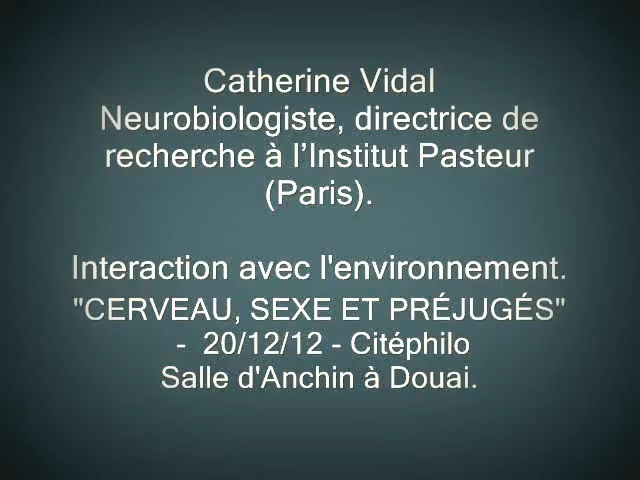 Catherine Vidal
Neurobiologiste, directrice de
recherche à l’Institut Pasteur
(Paris).
Interaction avec l'environnement.
"CERVEAU, SEXE ET PRÉJUGÉS"
- 20/12/12 - Citéphilo
Salle d'Anchin à Douai.